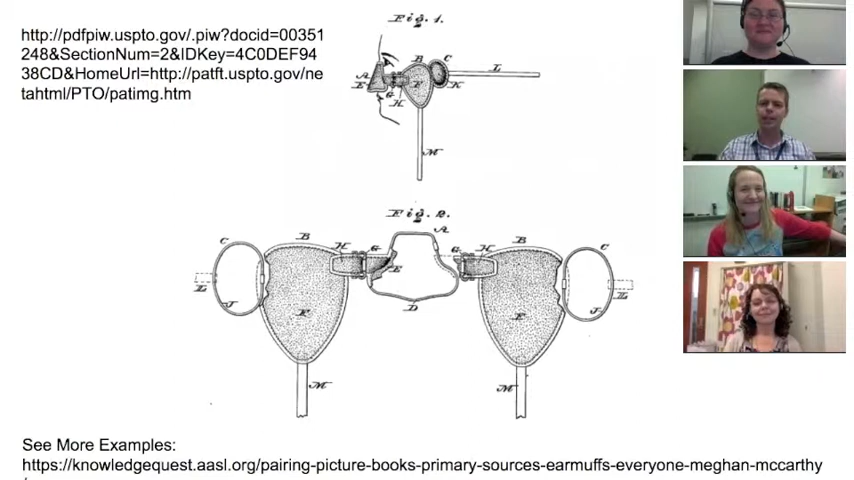 http://pdfpiw.uspto.gov/.piw?docid=00351
248&SectionNum=2&IDKey=4C0DEF94
38CD&HomeUrl=http://patft.uspto.gov/ne
tahtml/PTO/patimg.htm
Fig. 1.
B C
L
A
E F
G K
H
M
Fig. 2.
C B H G A G H B C
E
L L
J D J
F F
M M
See More Examples:
https://knowledgequest.aasl.org/pairing-picture-books-primary-sources-earmuffs-everyone-meghan-mccarthy